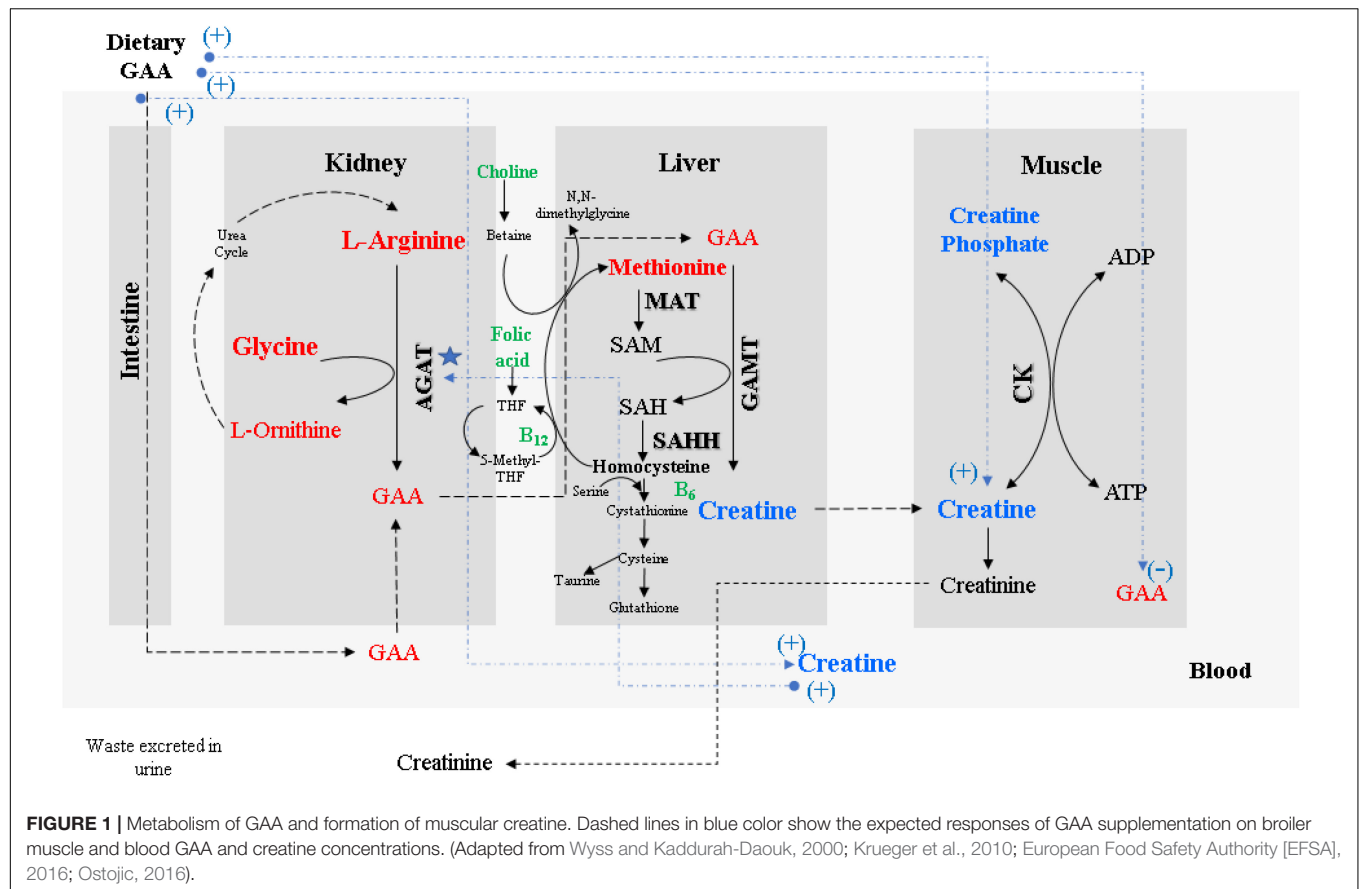 Dietary
GAA
(+)
(+)
(+)
Intestine
Kidney
Urea
Cycle
L-Arginine
Glycine
AGAT
L-Ornithine
GAA
GAA
Choline
Betaine
Folic
acid
THF
B12
5-Methyl-
THF
Liver
N,N-
dimethylglycine
GAA
Methionine
MAT
SAM
GAMT
SAH
SAHH
Homocysteine
Serine
B6
Cystathionine
Creatine
Cysteine
Taurine
Glutathione
Muscle
Creatine
Phosphate
ADP
CK
(+)
ATP
Creatine
Creatinine
(-)
GAA
(+)
Creatine
(+)
Blood
Waste excreted in
urine
Creatinine
FIGURE 1 | Metabolism of GAA and formation of muscular creatine. Dashed lines in blue color show the expected responses of GAA supplementation on broiler
muscle and blood GAA and creatine concentrations. (Adapted from Wyss and Kaddurah-Daouk, 2000; Krueger et al., 2010; European Food Safety Authority [EFSA],
2016; Ostojic, 2016).